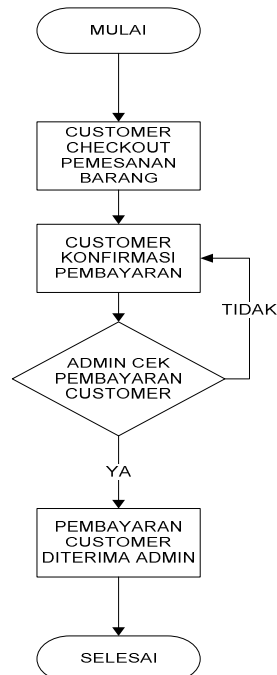 MULAI
CUSTOMER
CHECKOUT
PEMESANAN
BARANG
CUSTOMER
KONFIRMASI
PEMBAYARAN
TIDAK
ADMIN CEK
PEMBAYARAN
CUSTOMER
YA
PEMBAYARAN
CUSTOMER
DITERIMA ADMIN
SELESAI